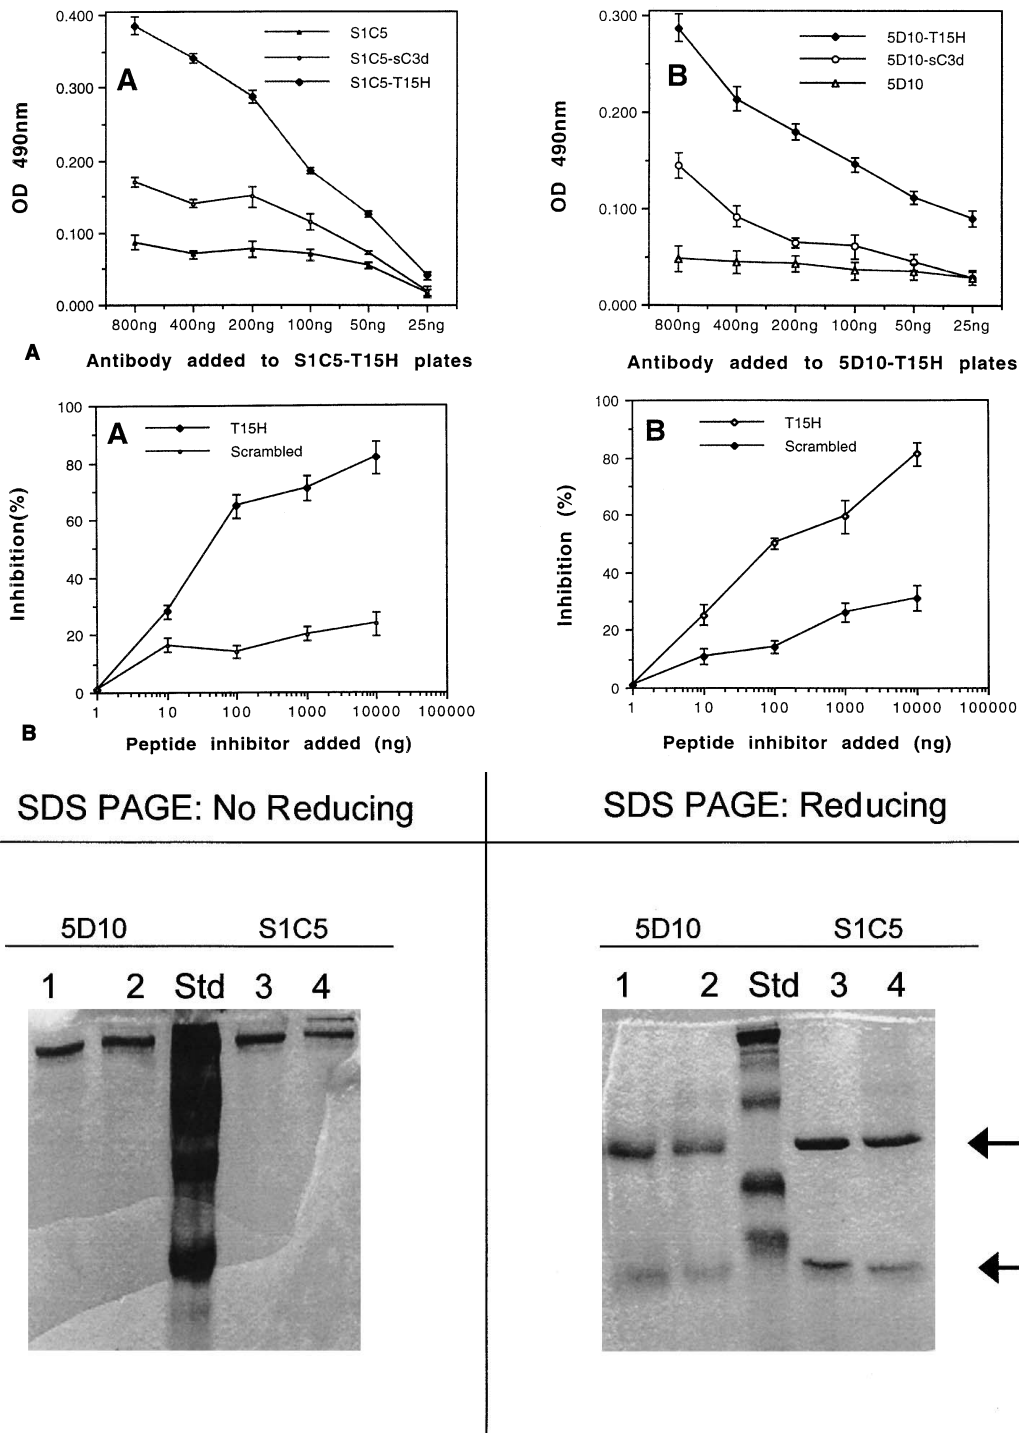 0.400
0.300
0.200
0.100
0.000
OD 490nm
A
S1C5
S1C5-sC3d
S1C5-T15H
800ng 400ng 200ng 100ng 50ng 25ng
A
Antibody added to S1C5-T15H plates
0.300
0.200
0.100
0.000
OD 490nm
B
5D10-T15H
5D10-sC3d
5D10
800ng 400ng 200ng 100ng 50ng 25ng
Antibody added to 5D10-T15H plates
100
80
60
40
20
0
Inhibition(%)
A
T15H
Scrambled
1 10 100 1000 10000 100000
B
Peptide inhibitor added (ng)
100
80
60
40
20
0
Inhibition (%)
B
T15H
Scrambled
1 10 100 1000 10000 100000
Peptide inhibitor added (ng)
SDS PAGE: No Reducing
5D10 S1C5
1 2 Std 3 4
SDS PAGE: Reducing
5D10 S1C5
1 2 Std 3 4